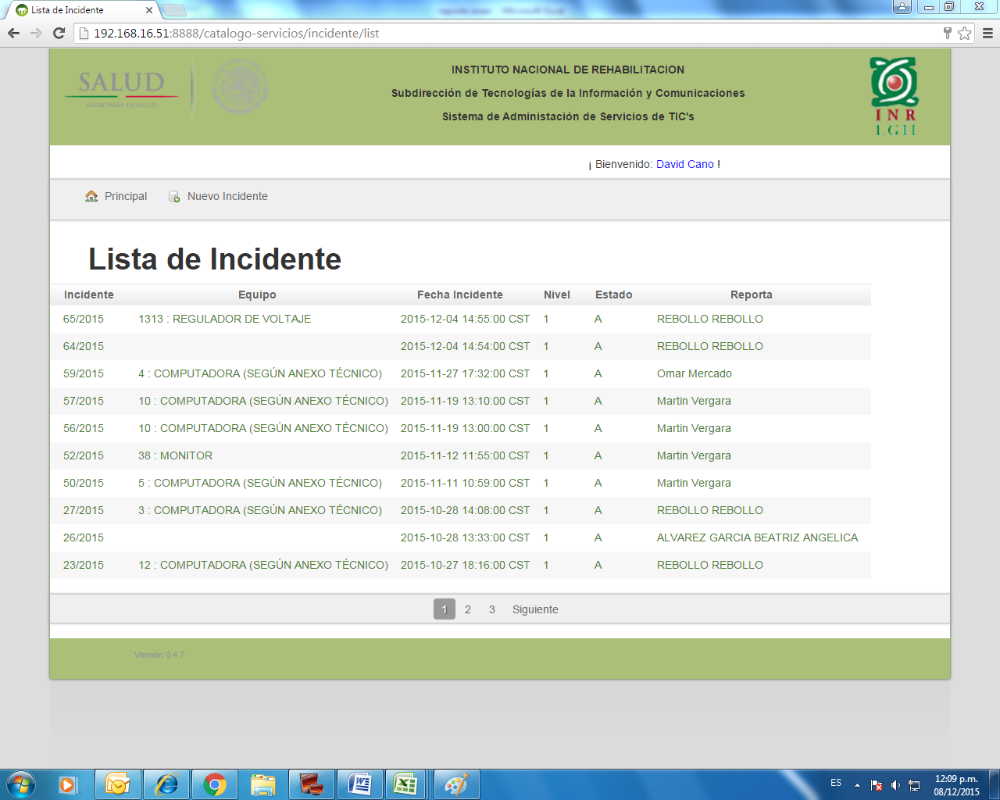 Lista de Incidente
192.168.16.51:8888/catalogo-servicios/incidente/list
SALUD
SECRETARÍA DE SALUD
INSTITUTO NACIONAL DE REHABILITACION
Subdirección de Tecnologías de la Información y Comunicaciones
Sistema de Administación de Servicios de TIC's
INR
LGII
¡ Bienvenido: David Cano !
Principal Nuevo Incidente
Lista de Incidente
Incidente Equipo Fecha Incidente Nivel Estado Reporta
65/2015 1313 : REGULADOR DE VOLTAJE 2015-12-04 14:55:00 CST 1 A REBOLLO REBOLLO
64/2015 2015-12-04 14:54:00 CST 1 A REBOLLO REBOLLO
59/2015 4 : COMPUTADORA (SEGÚN ANEXO TÉCNICO) 2015-11-27 17:32:00 CST 1 A Omar Mercado
57/2015 10 : COMPUTADORA (SEGÚN ANEXO TÉCNICO) 2015-11-19 13:10:00 CST 1 A Martin Vergara
56/2015 10 : COMPUTADORA (SEGÚN ANEXO TÉCNICO) 2015-11-19 13:00:00 CST 1 A Martin Vergara
52/2015 38 : MONITOR 2015-11-12 11:55:00 CST 1 A Martin Vergara
50/2015 5 : COMPUTADORA (SEGÚN ANEXO TÉCNICO) 2015-11-11 10:59:00 CST 1 A Martin Vergara
27/2015 3 : COMPUTADORA (SEGÚN ANEXO TÉCNICO) 2015-10-28 14:08:00 CST 1 A REBOLLO REBOLLO
26/2015 2015-10-28 13:33:00 CST 1 A ALVAREZ GARCIA BEATRIZ ANGELICA
23/2015 12 : COMPUTADORA (SEGÚN ANEXO TÉCNICO) 2015-10-27 18:16:00 CST 1 A REBOLLO REBOLLO
1 2 3 Siguiente
Versión 0.4.7
ES 12:09 p.m.
08/12/2015